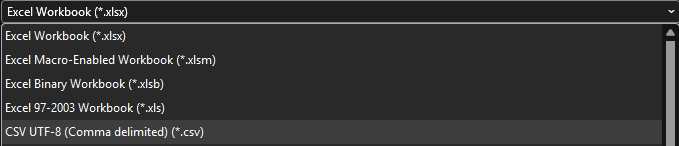 Excel Workbook (*.xlsx)
Excel Workbook (*.xlsx)
Excel Macro-Enabled Workbook (*.xlsm)
Excel Binary Workbook (*.xlsb)
Excel 97-2003 Workbook (*.xls)
CSV UTF-8 (Comma delimited) (*.csv)